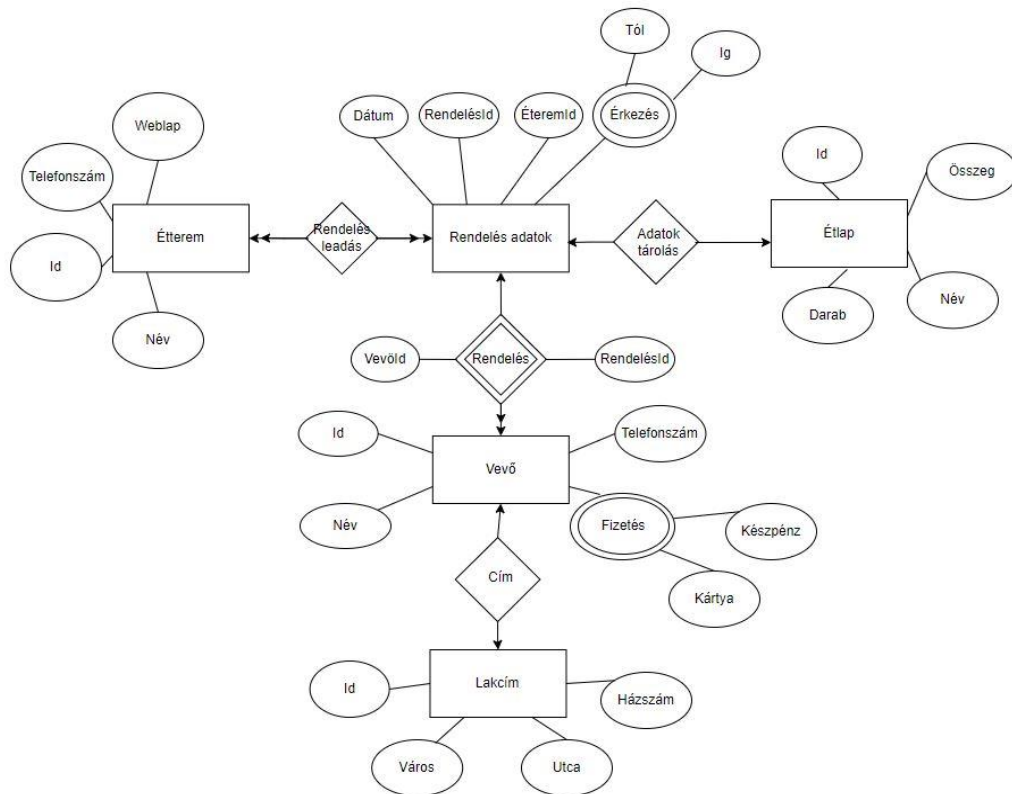 Tól
Ig
Érkezés
Dátum
RendelésId
ÉteremId
Weblap
Telefonszám
Id
Név
Étterem
Rendelés
leadás
Rendelés adatok
Adatok
tárolás
Id
Összeg
Étlap
Darab
Név
VevöId
Rendelés
RendelésId
Id
Telefonszám
Vevő
Név
Fizetés
Készpénz
Kártya
Cím
Id
Lakcím
Házszám
Város
Utca